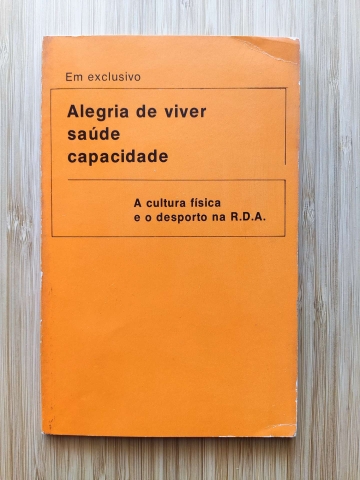 Em exclusivo
Alegria de viver
saúde
capacidade
A cultura física
e o desporto na R.D.A.